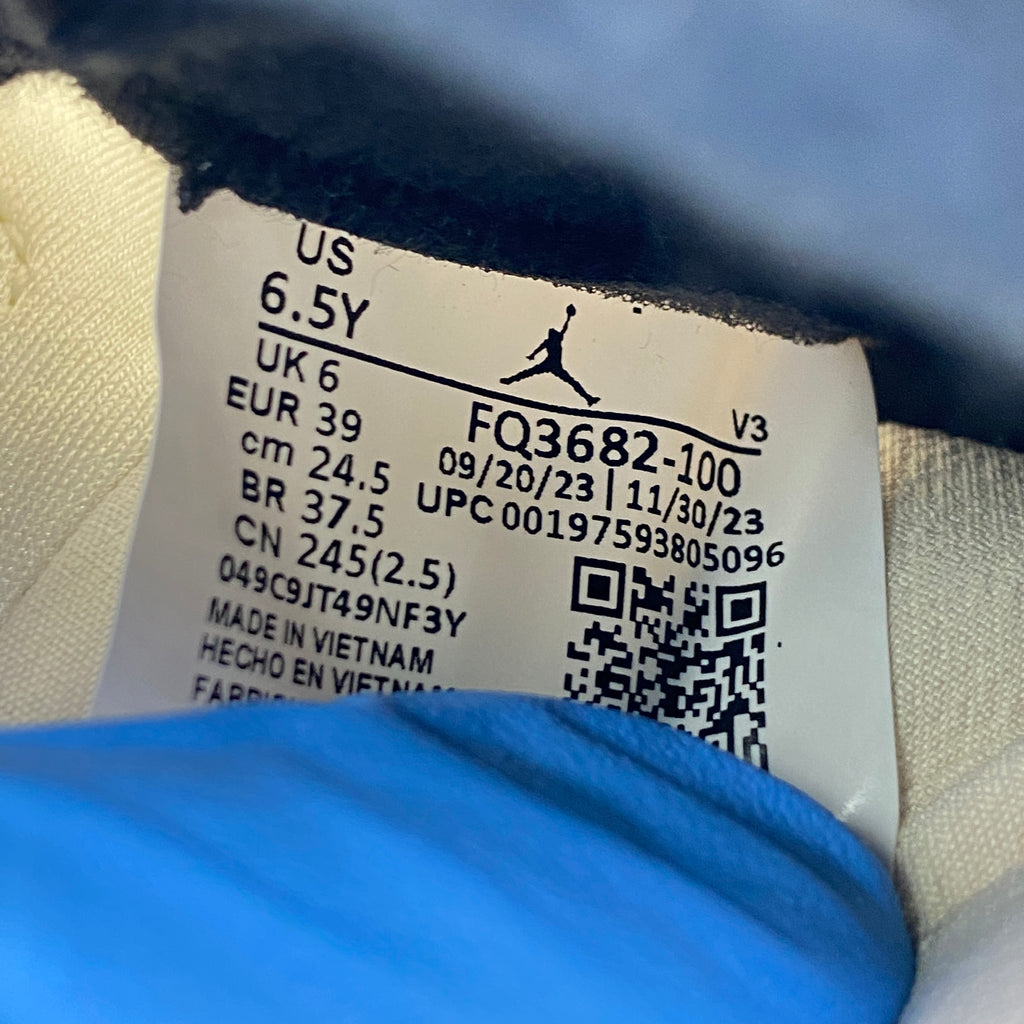 US
6.5Y
UK 6
EUR 39
cm 24.5
BR 37.5
CN 245(2.5)
049C9JT49NF3Y
MADE IN VIETNAM
HECHO EN VIETNAM
V3
FQ3682-100
09/20/23 | 11/30/23
UPC 00197593805096